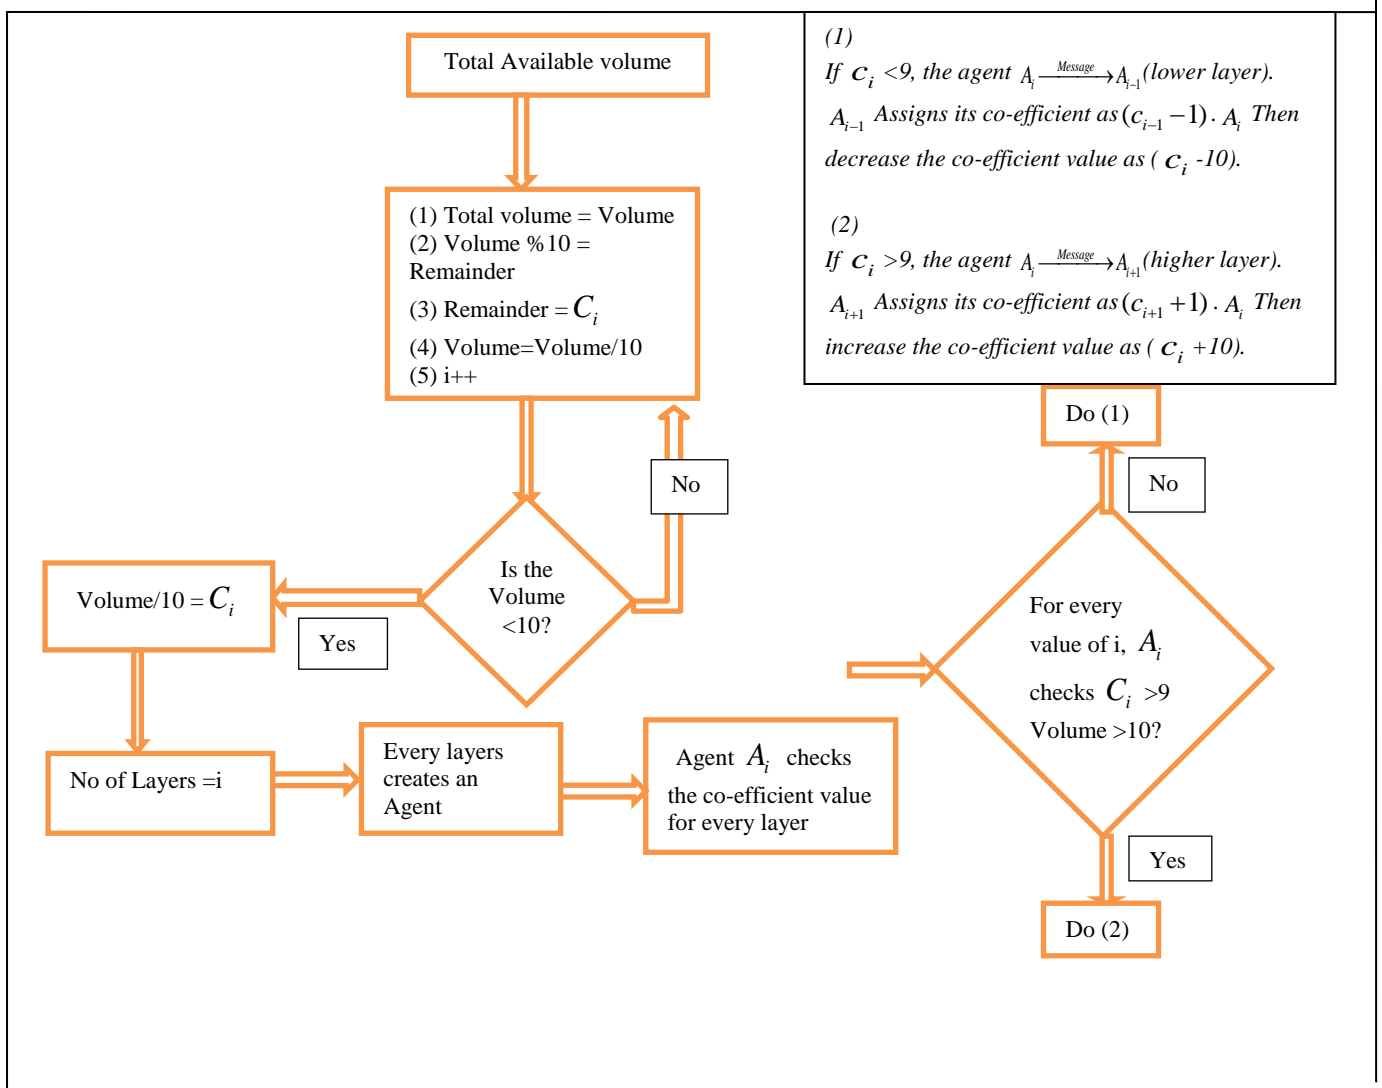 Total Available volume
(1) Total volume = Volume
(2) Volume %10 =
Remainder
(3) Remainder = C_i
(4) Volume=Volume/10
(5) i++
No
Is the
Volume
<10?
Volume/10 = C_i
Yes
No of Layers =i
Every layers
creates an
Agent
Agent A_i checks
the co-efficient value
for every layer
(1)
If c_i <9, the agent A_i —Message→ A_{i-1} (lower layer).
A_{i-1} Assigns its co-efficient as (c_{i-1} −1). A_i Then
decrease the co-efficient value as ( c_i -10).
(2)
If c_i >9, the agent A_i —Message→ A_{i+1} (higher layer).
A_{i+1} Assigns its co-efficient as (c_{i+1} +1). A_i Then
increase the co-efficient value as ( c_i +10).
Do (1)
No
For every
value of i, A_i
checks C_i >9
Volume >10?
Yes
Do (2)